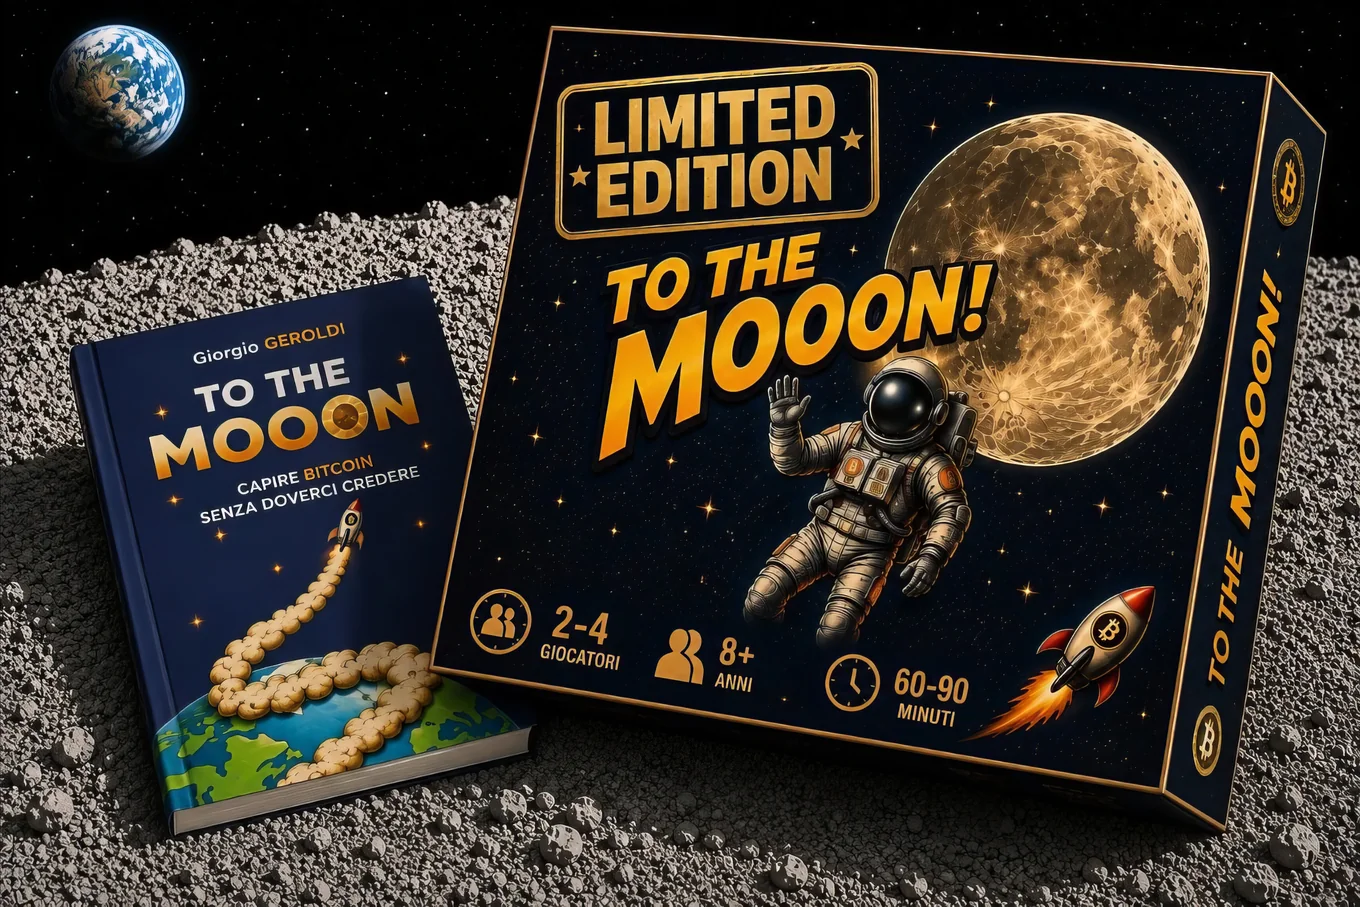 Giorgio GEROLDI
TO THE
MOOON
CAPIRE BITCOIN
SENZA DOVERCI CREDERE
LIMITED
EDITION
TO THE
MOOON!
2-4
GIOCATORI
8+
ANNI
60-90
MINUTI
TO THE MOOON!